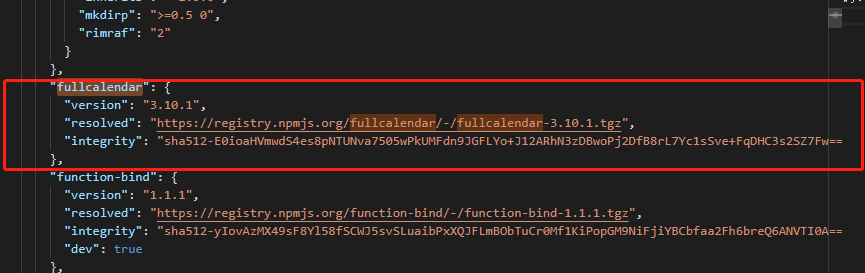 "mkdirp": ">=0.5 0",
"rimraf": "2"
}
},
"fullcalendar": {
"version": "3.10.1",
"resolved": "https://registry.npmjs.org/fullcalendar/-/fullcalendar-3.10.1.tgz",
"integrity": "sha512-E0ioaHVmwdS4es8pNTUNva7505wPkUMFdn9JGFLYo+J12ARhN3zDBwoPj2DfB8rL7Yc1sSve+FqDHC3s2SZ7Fw==
},
"function-bind": {
"version": "1.1.1",
"resolved": "https://registry.npmjs.org/function-bind/-/function-bind-1.1.1.tgz",
"integrity": "sha512-yIovAzMX49sF8Yl58fSCWJ5svSLuaibPxXQJFLmBObTuCr0Mf1KiPopGM9NiFjiYBCbfaa2Fh6breQ6ANVTI0A==
"dev": true
},